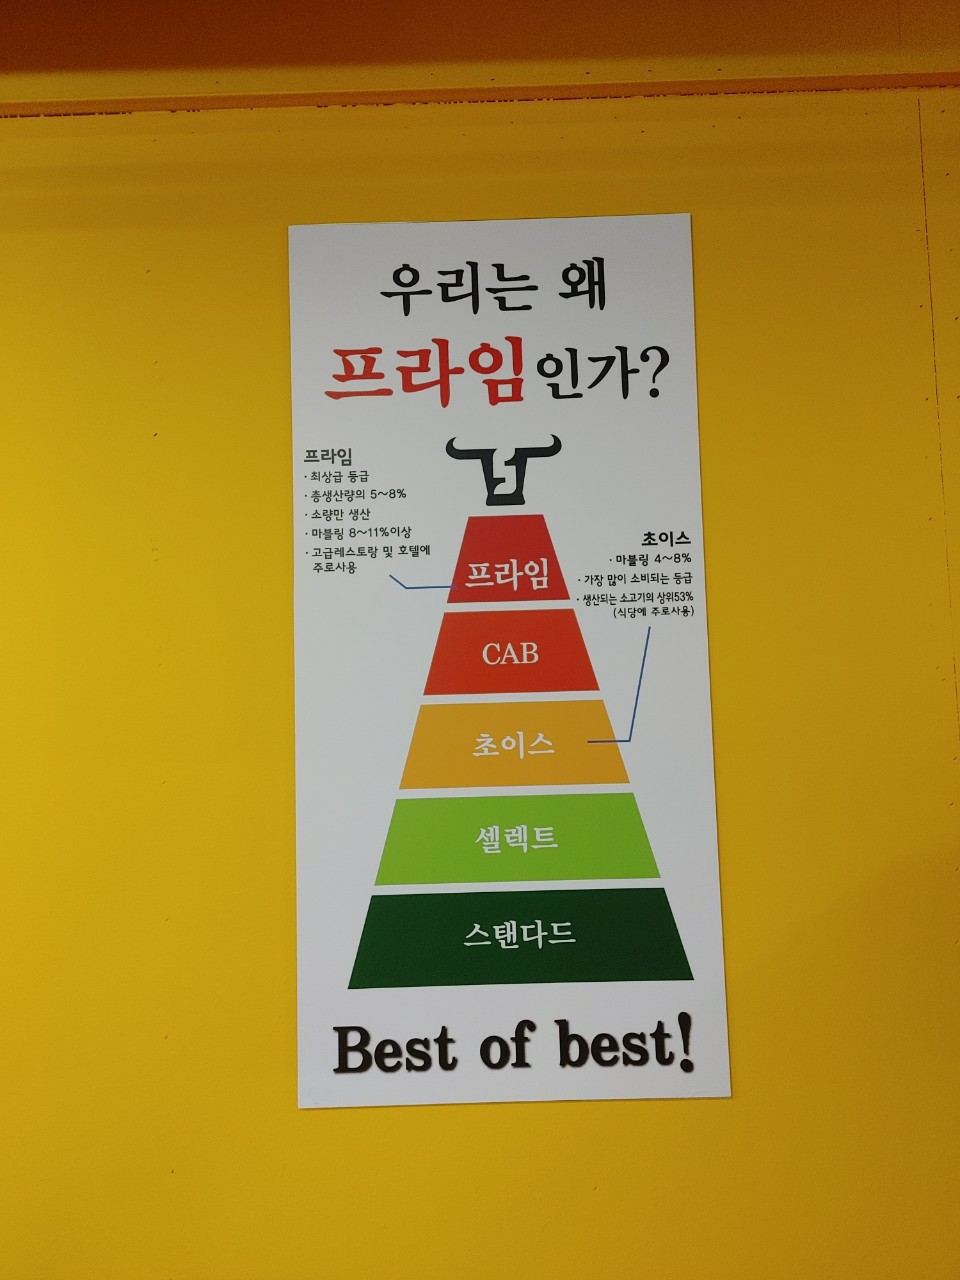 우리는 왜
프라임인가?
프라임
· 최상급 등급
· 총생산량의 5~8%
· 소량만 생산
· 마블링 8~11%이상
· 고급레스토랑 및 호텔에
주로사용
1
초이스
· 마블링 4~8%
· 가장 많이 소비되는 등급
· 생산되는 소고기의 상위53%
(식당에 주로사용)
프라임
CAB
초이스
셀렉트
스탠다드
Best of best!